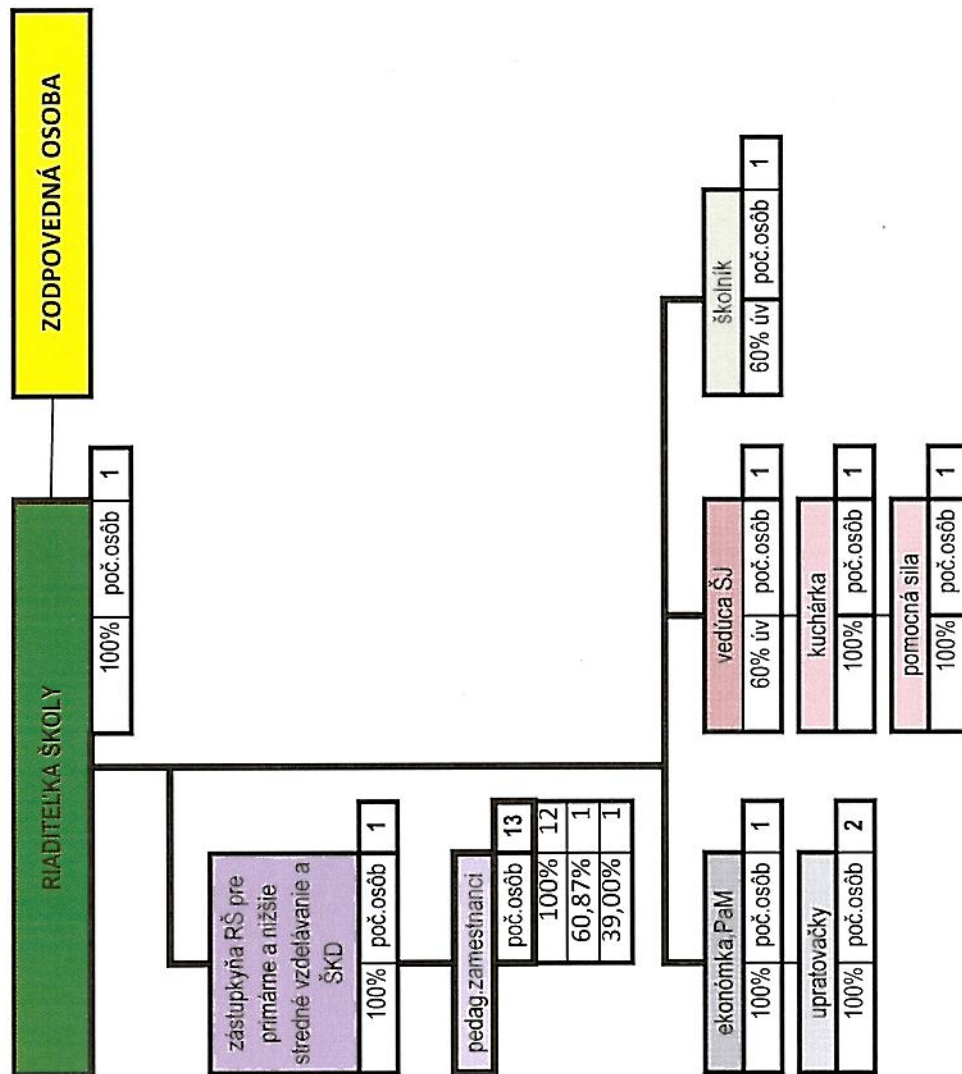 RIADITEĽKA ŠKOLY
100% poč.osôb 1
ZODPOVEDNÁ OSOBA
zástupkyňa RŠ pre
primárne a nižšie
stredné vzdelávanie a
ŠKD
100% poč.osôb 1
pedag.zamestnanci
poč.osôb 13
100% 12
60,87% 1
39,00% 1
ekonómka,PaM
100% poč.osôb 1
upratovačky
100% poč.osôb 2
vedúca ŠJ
60% úv poč.osôb 1
kuchárka
100% poč.osôb 1
pomocná sila
100% poč.osôb 1
školník
60% úv poč.osôb 1